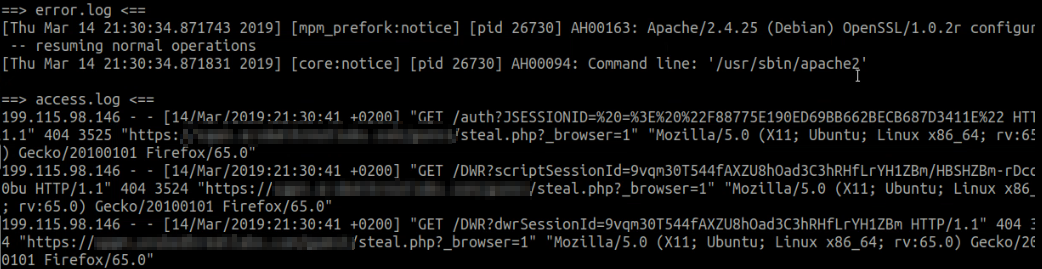 ==> error.log <==
[Thu Mar 14 21:30:34.871743 2019] [mpm_prefork:notice] [pid 26730] AH00163: Apache/2.4.25 (Debian) OpenSSL/1.0.2r configur
 -- resuming normal operations
[Thu Mar 14 21:30:34.871831 2019] [core:notice] [pid 26730] AH00094: Command line: '/usr/sbin/apache2'
==> access.log <==
199.115.98.146 - - [14/Mar/2019:21:30:41 +0200] "GET /auth?JSESSIONID=%20=%3E%20%22F88775E190ED69BB662BECB687D3411E%22 HTT
1.1" 404 3525 "https: /steal.php?_browser=1" "Mozilla/5.0 (X11; Ubuntu; Linux x86_64; rv:65
) Gecko/20100101 Firefox/65.0"
199.115.98.146 - - [14/Mar/2019:21:30:41 +0200] "GET /DWR?scriptSessionId=9vqm30T544fAXZU8hOad3C3hRHfLrYH1ZBm/HBSHZBm-rDcc
0bu HTTP/1.1" 404 3524 "https:// /steal.php?_browser=1" "Mozilla/5.0 (X11; Ubuntu; Linux x86_
; rv:65.0) Gecko/20100101 Firefox/65.0"
199.115.98.146 - - [14/Mar/2019:21:30:41 +0200] "GET /DWR?dwrSessionId=9vqm30T544fAXZU8hOad3C3hRHfLrYH1ZBm HTTP/1.1" 404 3
4 "https:// /steal.php?_browser=1" "Mozilla/5.0 (X11; Ubuntu; Linux x86_64; rv:65.0) Gecko/20
0101 Firefox/65.0"